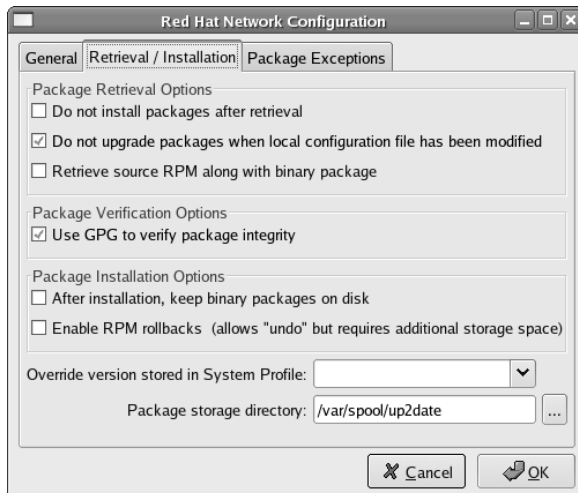 Red Hat Network Configuration
General Retrieval / Installation Package Exceptions
Package Retrieval Options
Do not install packages after retrieval
Do not upgrade packages when local configuration file has been modified
Retrieve source RPM along with binary package
Package Verification Options
Use GPG to verify package integrity
Package Installation Options
After installation, keep binary packages on disk
Enable RPM rollbacks (allows "undo" but requires additional storage space)
Override version stored in System Profile:
Package storage directory: /var/spool/up2date ...
Cancel OK